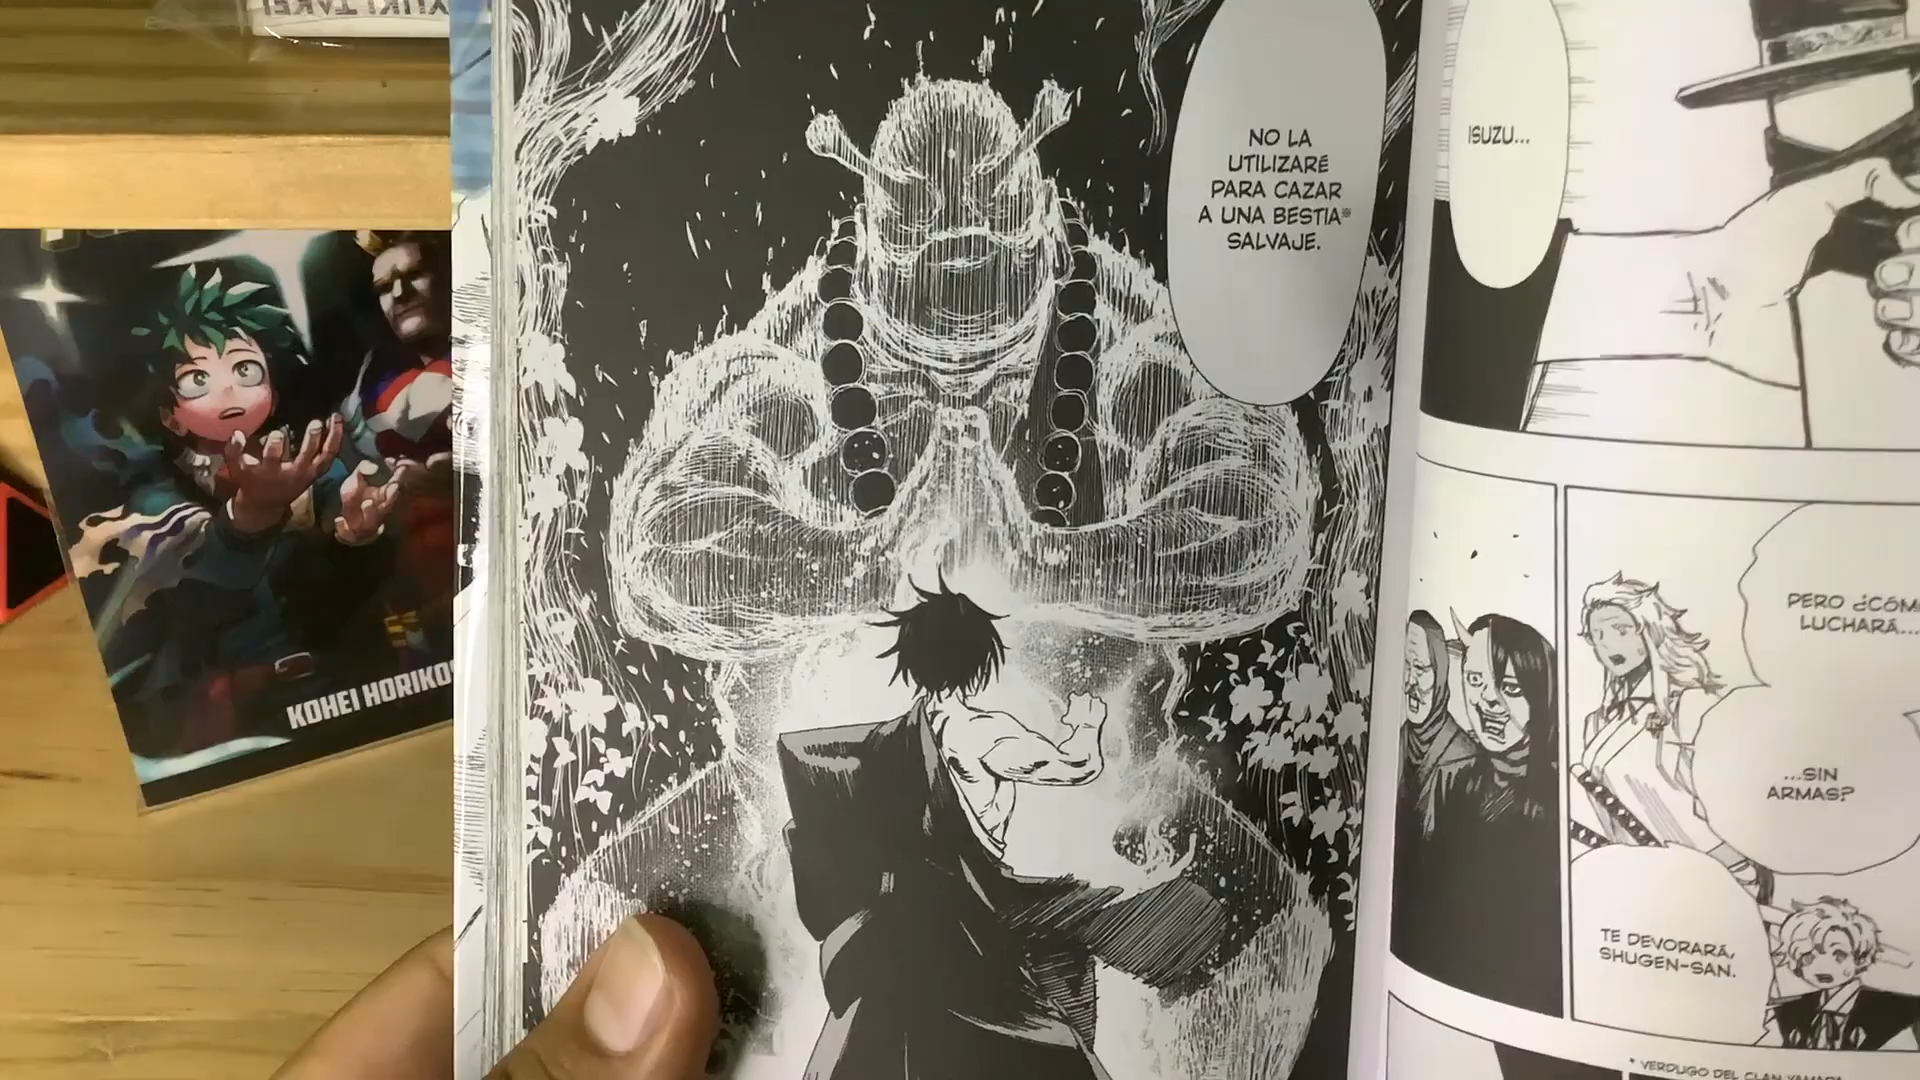 KOHEI HORIKOS
NO LA
UTILIZARÉ
PARA CAZAR
A UNA BESTIA*
SALVAJE.
ISUZU...
PERO ¿CÓM
LUCHARÁ...
...SIN
ARMAS?
TE DEVORARÁ,
SHUGEN-SAN.
* VERDUGO DEL CLAN YAMADA